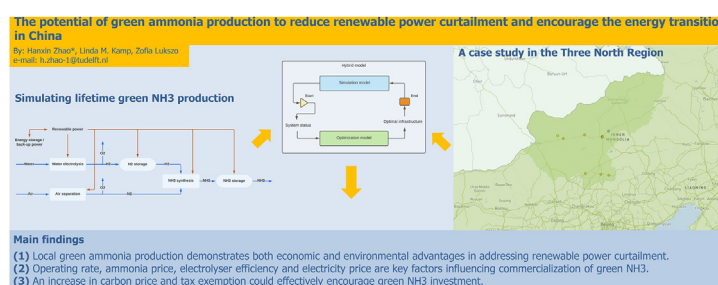 The potential of green ammonia production to reduce renewable power curtailment and encourage the energy transitio
in China
By: Hanxin Zhao*, Linda M. Kamp, Zofia Lukszo
e-mail: h.zhao-1@tudelft.nl
A case study in the Three North Region
Simulating lifetime green NH3 production
Hybrid model
Simulation model
Start
End
System status
Optimal infrastructure
Optimization model
Renewable power
Energy storage /
back-up power
O2
Water
Water electrolysis
H2
H2 storage
H2
NH3 synthesis
NH3
NH3 storage
NH3
O2
Air
Air separation
N2
INNER
MONGOLIA
LIAONING
Main findings
(1) Local green ammonia production demonstrates both economic and environmental advantages in addressing renewable power curtailment.
(2) Operating rate, ammonia price, electrolyser efficiency and electricity price are key factors influencing commercialization of green NH3.
(3) An increase in carbon price and tax exemption could effectively encourage green NH3 investment.